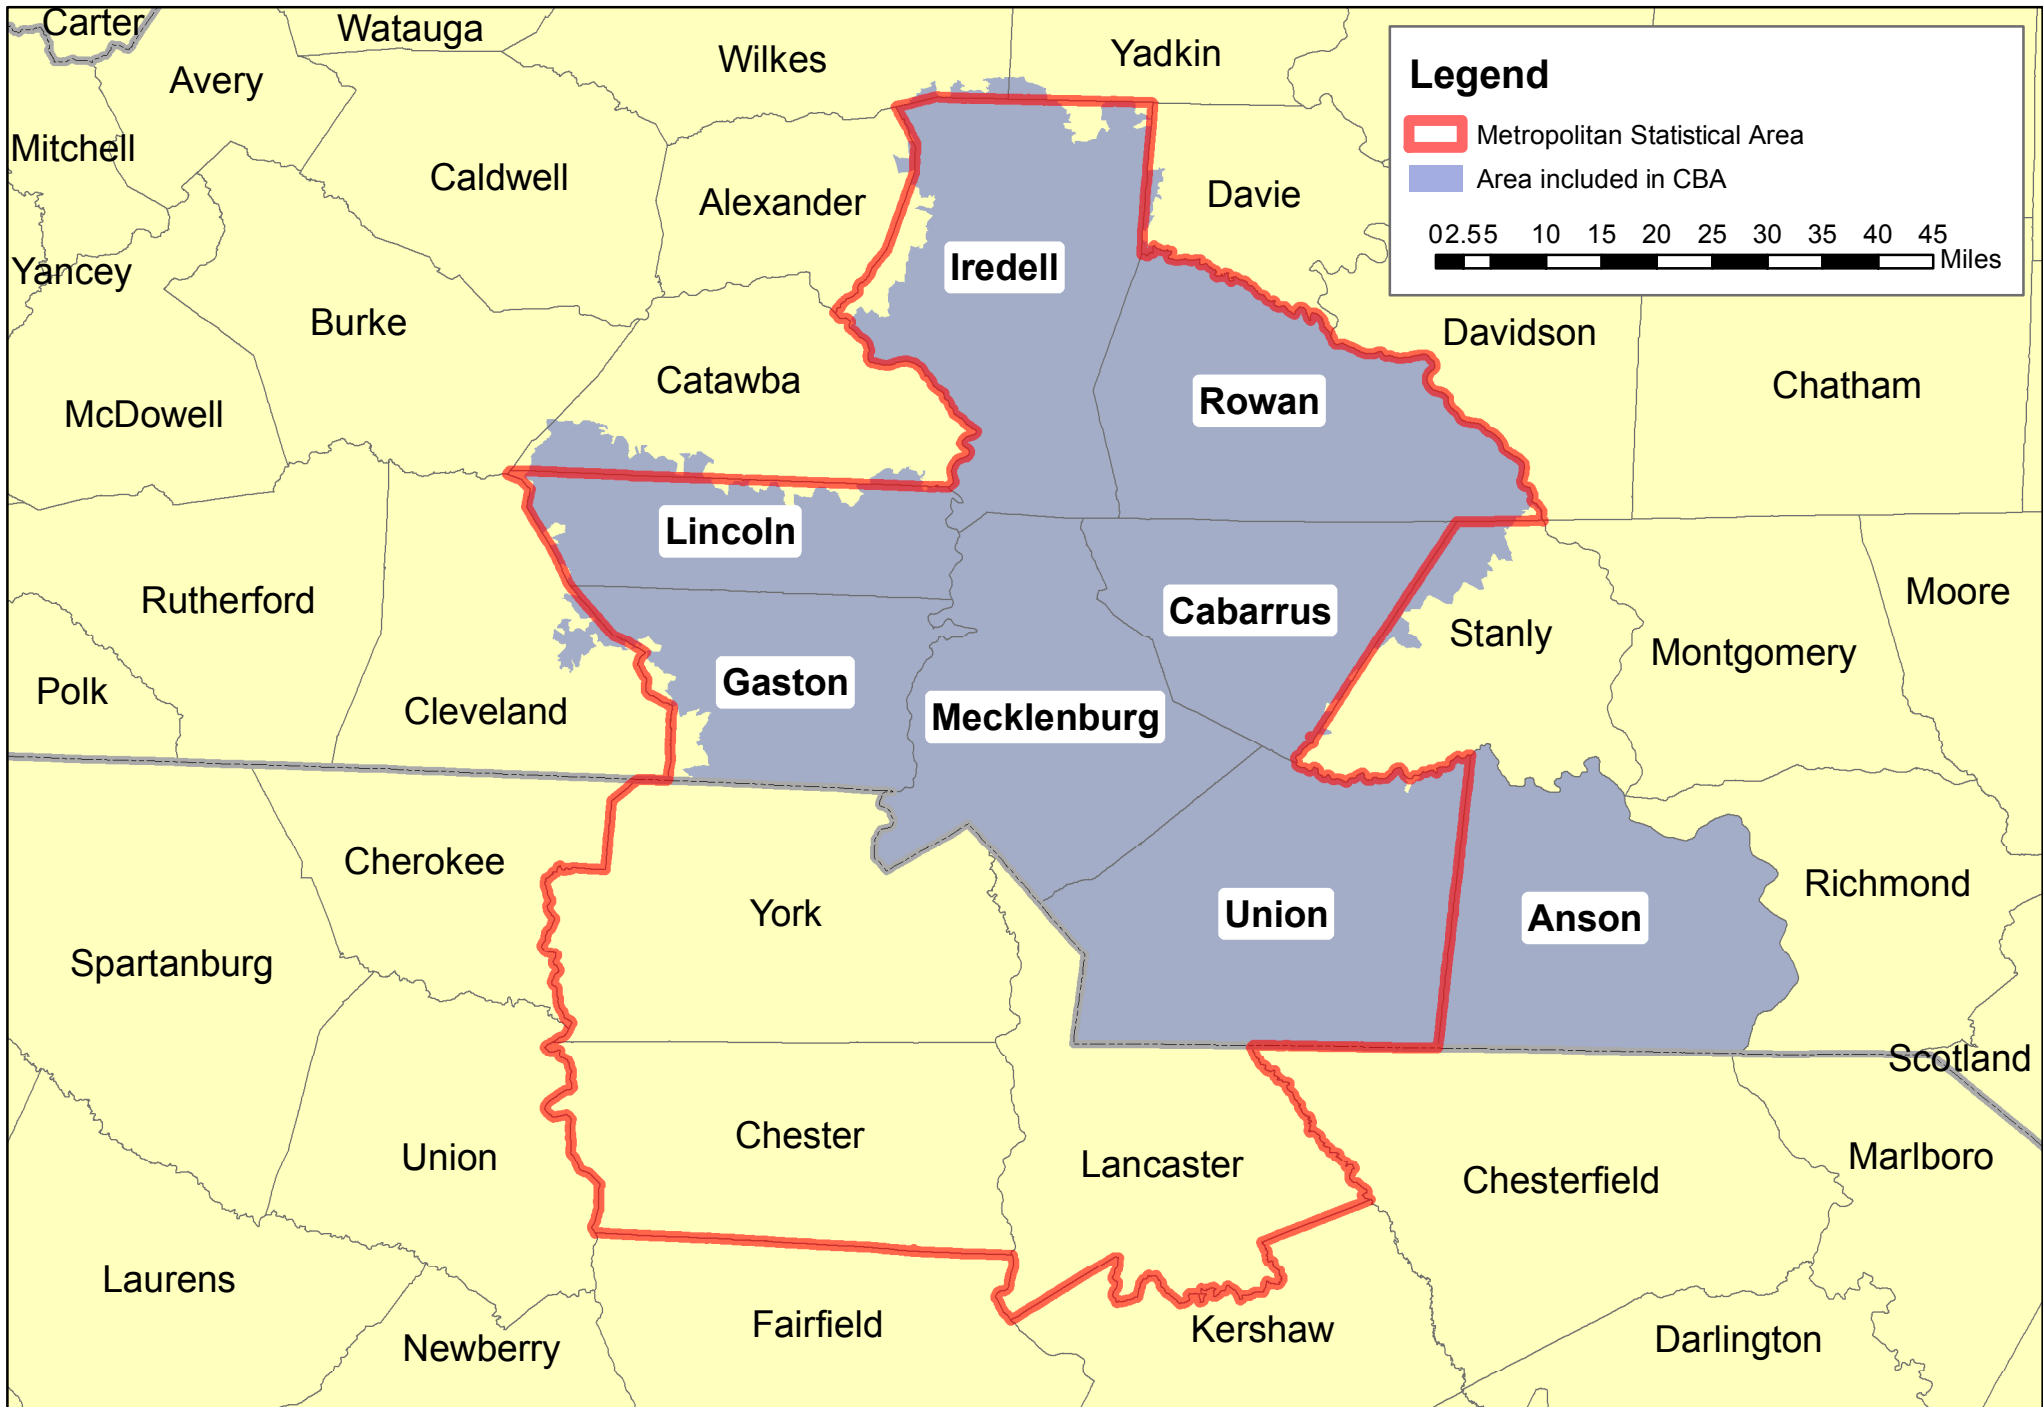 Carter
Watauga
Wilkes
Yadkin
Legend
Metropolitan Statistical Area
Area included in CBA
02.55 10 15 20 25 30 35 40 45
Miles
Avery
Mitchell
Caldwell
Alexander
Davie
Yancey
Iredell
Burke
Davidson
Catawba
Rowan
Chatham
McDowell
Lincoln
Rutherford
Cabarrus
Moore
Stanly
Montgomery
Polk
Gaston
Cleveland
Mecklenburg
Cherokee
York
Union
Anson
Richmond
Spartanburg
Scotland
Union
Chester
Lancaster
Chesterfield
Marlboro
Laurens
Newberry
Fairfield
Kershaw
Darlington